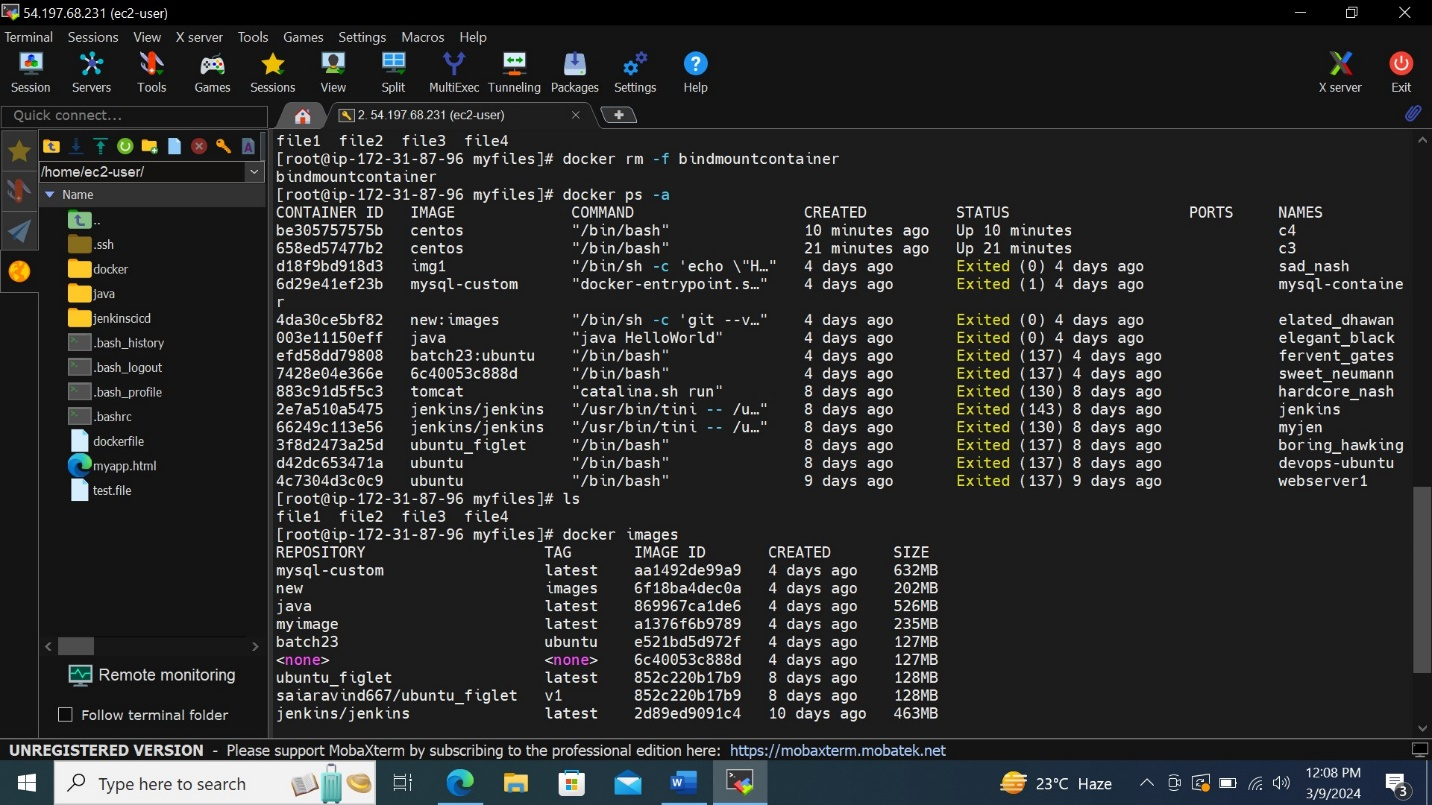 54.197.68.231 (ec2-user)
Terminal Sessions View X server Tools Games Settings Macros Help
Session Servers Tools Games Sessions View Split MultiExec Tunneling Packages Settings Help X server Exit
Quick connect...
2. 54.197.68.231 (ec2-user)
/home/ec2-user/
Name
..
.ssh
docker
java
jenkinscicd
.bash_history
.bash_logout
.bash_profile
.bashrc
dockerfile
myapp.html
test.file
Remote monitoring
Follow terminal folder
file1 file2 file3 file4
[root@ip-172-31-87-96 myfiles]# docker rm -f bindmountcontainer
bindmountcontainer
[root@ip-172-31-87-96 myfiles]# docker ps -a
CONTAINER ID IMAGE COMMAND CREATED STATUS PORTS NAMES
be305757575b centos "/bin/bash" 10 minutes ago Up 10 minutes c4
658ed57477b2 centos "/bin/bash" 21 minutes ago Up 21 minutes c3
d18f9bd918d3 img1 "/bin/sh -c 'echo \"H…" 4 days ago Exited (0) 4 days ago sad_nash
6d29e41ef23b mysql-custom "docker-entrypoint.s…" 4 days ago Exited (1) 4 days ago mysql-containe
r
4da30ce5bf82 new:images "/bin/sh -c 'git --v…" 4 days ago Exited (0) 4 days ago elated_dhawan
003e11150eff java "java HelloWorld" 4 days ago Exited (0) 4 days ago elegant_black
efd58dd79808 batch23:ubuntu "/bin/bash" 4 days ago Exited (137) 4 days ago fervent_gates
7428e04e366e 6c40053c888d "/bin/bash" 4 days ago Exited (137) 4 days ago sweet_neumann
883c91d5f5c3 tomcat "catalina.sh run" 8 days ago Exited (130) 8 days ago hardcore_nash
2e7a510a5475 jenkins/jenkins "/usr/bin/tini -- /u…" 8 days ago Exited (143) 8 days ago jenkins
66249c113e56 jenkins/jenkins "/usr/bin/tini -- /u…" 8 days ago Exited (130) 8 days ago myjen
3f8d2473a25d ubuntu_figlet "/bin/bash" 8 days ago Exited (137) 8 days ago boring_hawking
d42dc653471a ubuntu "/bin/bash" 8 days ago Exited (137) 8 days ago devops-ubuntu
4c7304d3c0c9 ubuntu "/bin/bash" 9 days ago Exited (137) 9 days ago webserver1
[root@ip-172-31-87-96 myfiles]# ls
file1 file2 file3 file4
[root@ip-172-31-87-96 myfiles]# docker images
REPOSITORY TAG IMAGE ID CREATED SIZE
mysql-custom latest aa1492de99a9 4 days ago 632MB
new images 6f18ba4dec0a 4 days ago 202MB
java latest 869967ca1de6 4 days ago 526MB
myimage latest a1376f6b9789 4 days ago 235MB
batch23 ubuntu e521bd5d972f 4 days ago 127MB
<none> <none> 6c40053c888d 4 days ago 127MB
ubuntu_figlet latest 852c220b17b9 8 days ago 128MB
saiaravind667/ubuntu_figlet v1 852c220b17b9 8 days ago 128MB
jenkins/jenkins latest 2d89ed9091c4 10 days ago 463MB
UNREGISTERED VERSION - Please support MobaXterm by subscribing to the professional edition here: https://mobaxterm.mobatek.net
Type here to search
23°C Haze
12:08 PM
3/9/2024
3